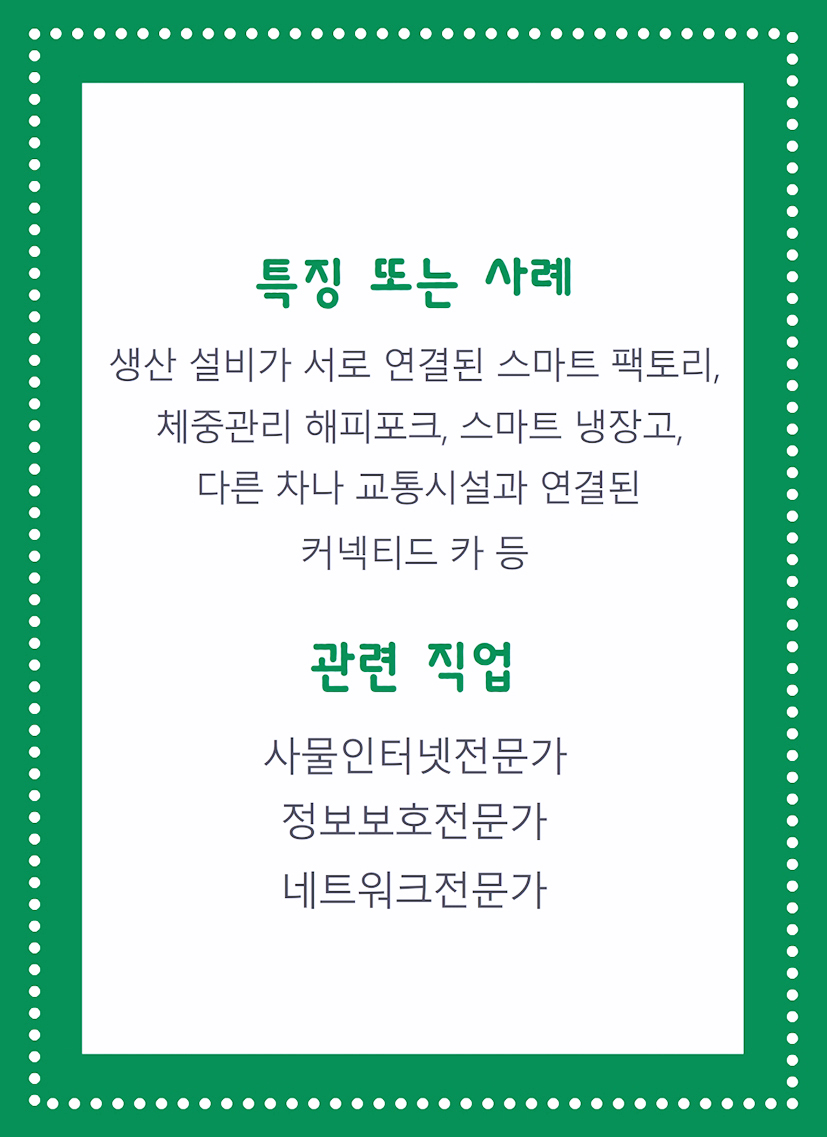 특징 또는 사례
생산 설비가 서로 연결된 스마트 팩토리,
체중관리 해피포크, 스마트 냉장고,
다른 차나 교통시설과 연결된
커넥티드 카 등
관련 직업
사물인터넷전문가
정보보호전문가
네트워크전문가